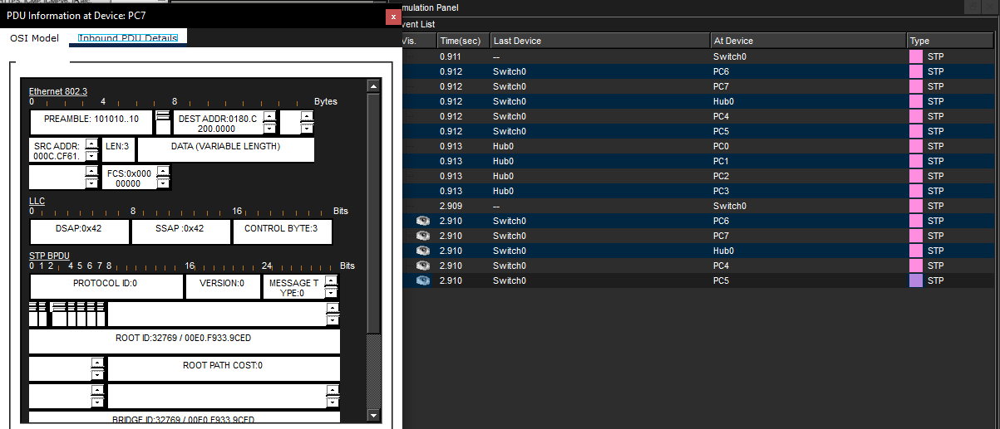 PDU Information at Device: PC7
x
OSI Model
Inbound PDU Details
Ethernet 802.3
0 4 8 Bytes
PREAMBLE: 101010..10
DEST ADDR:0180.C
200.0000
SRC ADDR:
000C.CF61.
LEN:3
DATA (VARIABLE LENGTH)
FCS:0x000
00000
LLC
0 8 16 Bits
DSAP:0x42
SSAP :0x42
CONTROL BYTE:3
STP BPDU
0 1 2 4 5 6 7 8 16 24 Bits
PROTOCOL ID:0
VERSION:0
MESSAGE T
YPE:0
ROOT ID:32769 / 00E0.F933.9CED
ROOT PATH COST:0
BRIDGE ID:32769 / 00E0.F933.9CED
mulation Panel
vent List
Vis. Time(sec) Last Device At Device Type
0.911 -- Switch0 STP
0.912 Switch0 PC6 STP
0.912 Switch0 PC7 STP
0.912 Switch0 Hub0 STP
0.912 Switch0 PC4 STP
0.912 Switch0 PC5 STP
0.913 Hub0 PC0 STP
0.913 Hub0 PC1 STP
0.913 Hub0 PC2 STP
0.913 Hub0 PC3 STP
2.909 -- Switch0 STP
2.910 Switch0 PC6 STP
2.910 Switch0 PC7 STP
2.910 Switch0 Hub0 STP
2.910 Switch0 PC4 STP
2.910 Switch0 PC5 STP